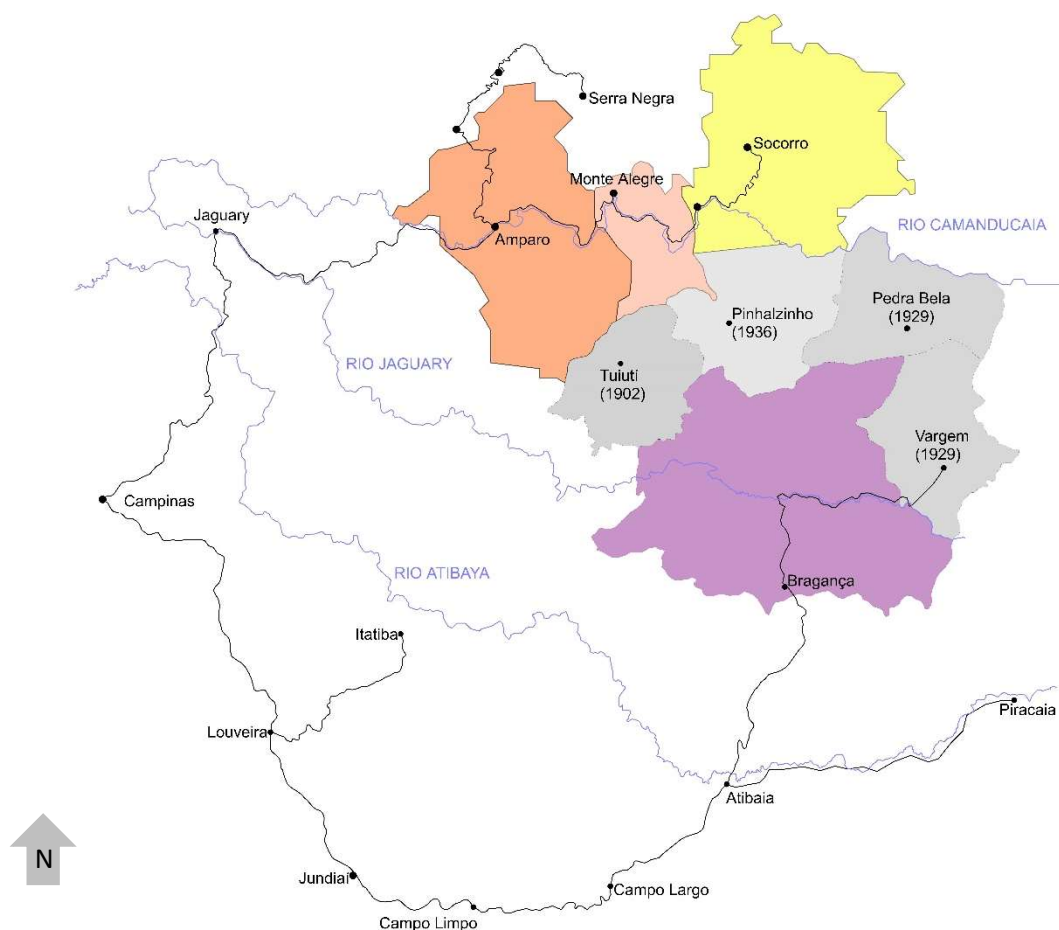 Serra Negra
Socorro
Monte Alegre
Jaguary
Amparo
RIO CAMANDUCAIA
Pedra Bela
(1929)
Pinhalzinho
(1936)
RIO JAGUARY
Tuiutí
(1902)
Vargem
(1929)
Campinas
RIO ATIBAYA
Bragança
Itatiba
Piracaia
Louveira
Atibaia
N
Jundiaí
Campo Largo
Campo Limpo